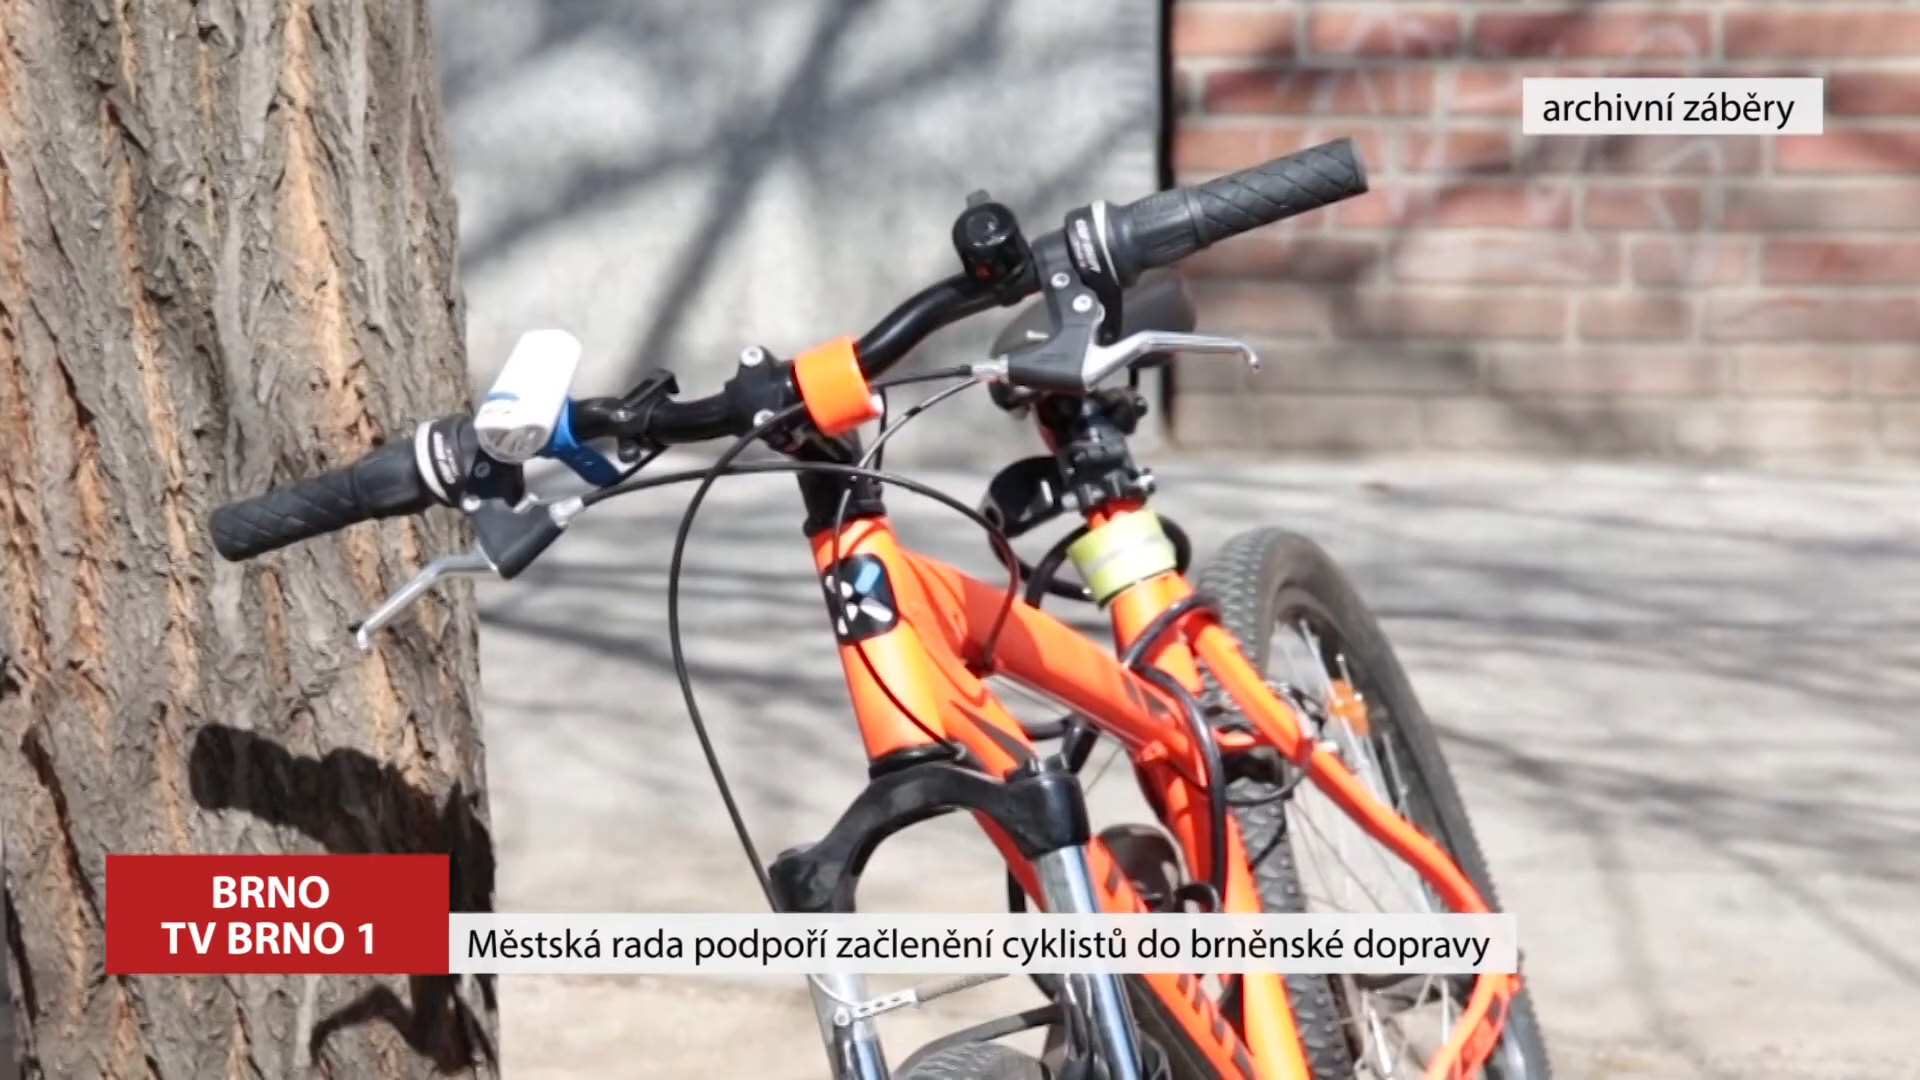 archivní záběry
BRNO
TV BRNO 1
Městská rada podpoří začlenění cyklistů do brněnské dopravy